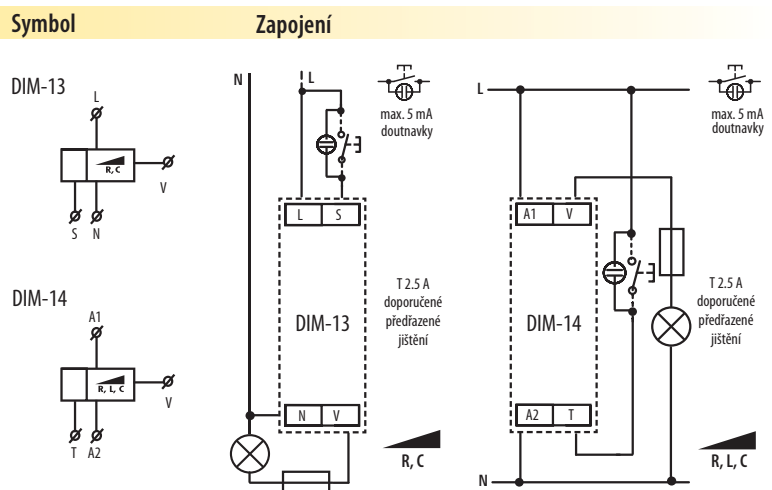 Symbol
Zapojení
DIM-13
L
R, C
V
S N
DIM-14
A1
R, L, C
V
T A2
N
L
max. 5 mA
doutnavky
L S
DIM-13
T 2.5 A
doporučené
předřazené
jištění
N V
R, C
L
max. 5 mA
doutnavky
A1 V
DIM-14
T 2.5 A
doporučené
předřazené
jištění
A2 T
R, L, C
N